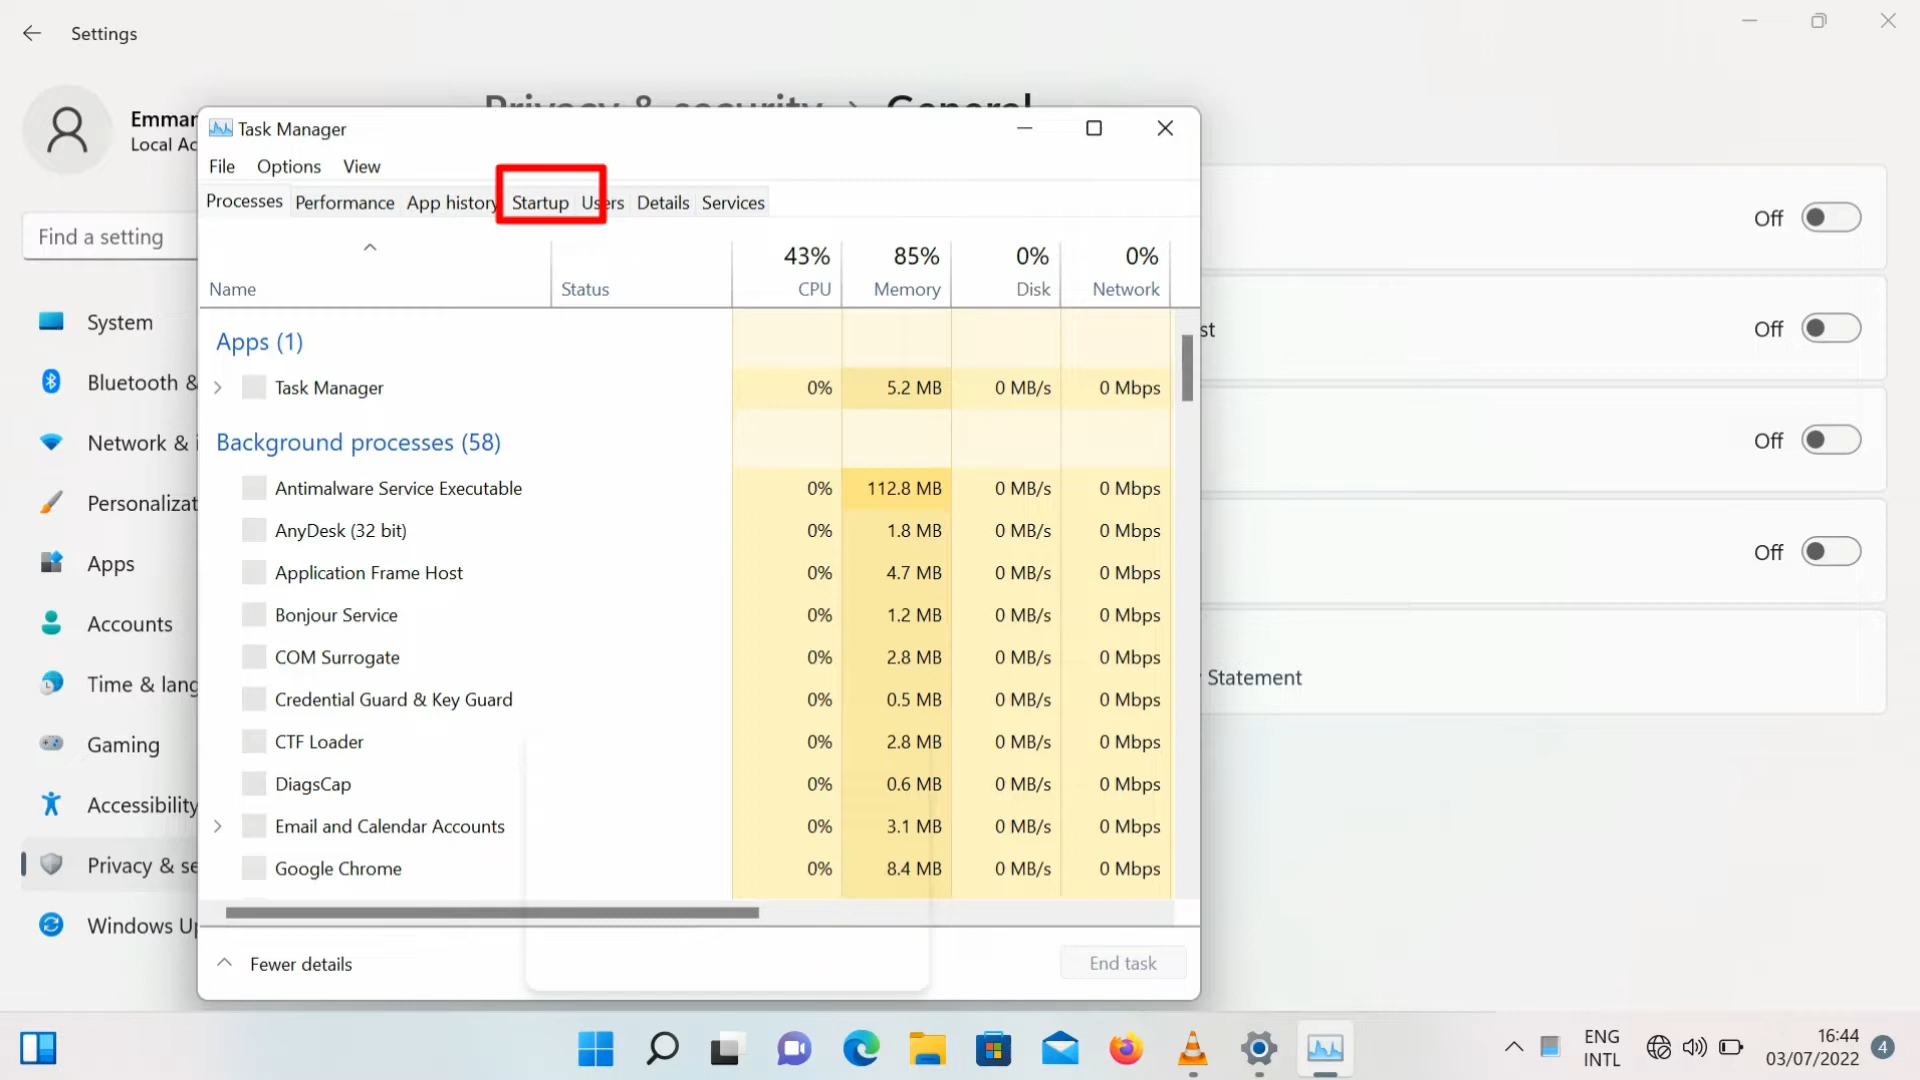 Settings
Privacy & security > General
Emmar
Local Ac
Task Manager
File Options View
Processes Performance App history Startup Users Details Services
Find a setting
43% 85% 0% 0%
Name Status CPU Memory Disk Network
Off
System
Bluetooth &
Network & i
Personalizat
Apps
Accounts
Time & lang
Gaming
Accessibility
Privacy & se
Windows Up
Apps (1)
Task Manager 0% 5.2 MB 0 MB/s 0 Mbps
Background processes (58)
Antimalware Service Executable 0% 112.8 MB 0 MB/s 0 Mbps
AnyDesk (32 bit) 0% 1.8 MB 0 MB/s 0 Mbps
Application Frame Host 0% 4.7 MB 0 MB/s 0 Mbps
Bonjour Service 0% 1.2 MB 0 MB/s 0 Mbps
COM Surrogate 0% 2.8 MB 0 MB/s 0 Mbps
Credential Guard & Key Guard 0% 0.5 MB 0 MB/s 0 Mbps
CTF Loader 0% 2.8 MB 0 MB/s 0 Mbps
DiagsCap 0% 0.6 MB 0 MB/s 0 Mbps
Email and Calendar Accounts 0% 3.1 MB 0 MB/s 0 Mbps
Google Chrome 0% 8.4 MB 0 MB/s 0 Mbps
Fewer details
End task
st
Off
Off
Off
Statement
ENG
INTL
16:44
03/07/2022
4